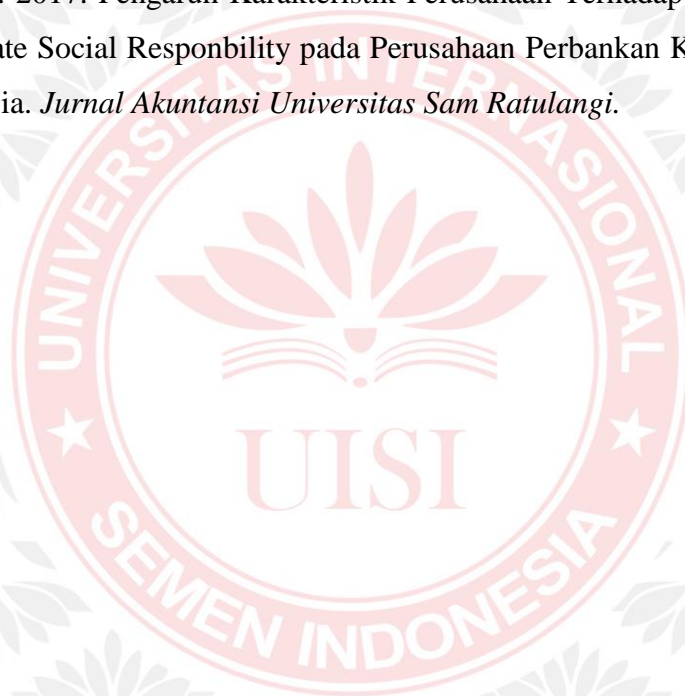 . 2017. Pengaruh Karakteristik Perusahaan Terhadap
ate Social Responbility pada Perusahaan Perbankan K
ia. Jurnal Akuntansi Universitas Sam Ratulangi.
UNIVERSITAS INTERNASIONAL
UISI
SEMEN INDONESIA